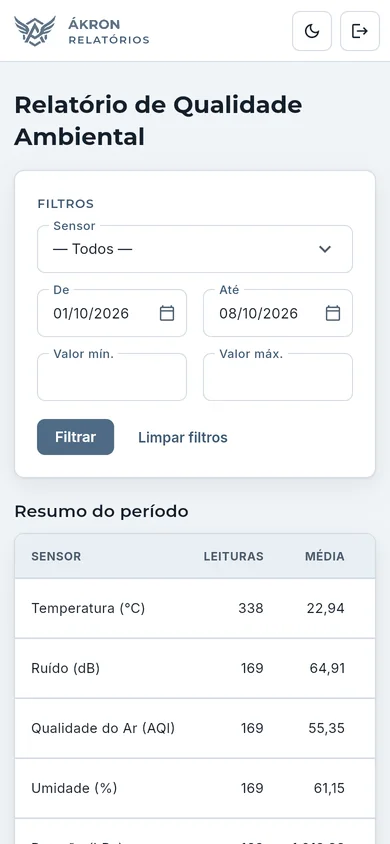 ÁKRON
RELATÓRIOS
Relatório de Qualidade
Ambiental
FILTROS
Sensor
— Todos —
De
01/10/2026
Até
08/10/2026
Valor mín.
Valor máx.
Filtrar
Limpar filtros
Resumo do período
SENSOR LEITURAS MÉDIA
Temperatura (°C) 338 22,94
Ruído (dB) 169 64,91
Qualidade do Ar (AQI) 169 55,35
Umidade (%) 169 61,15